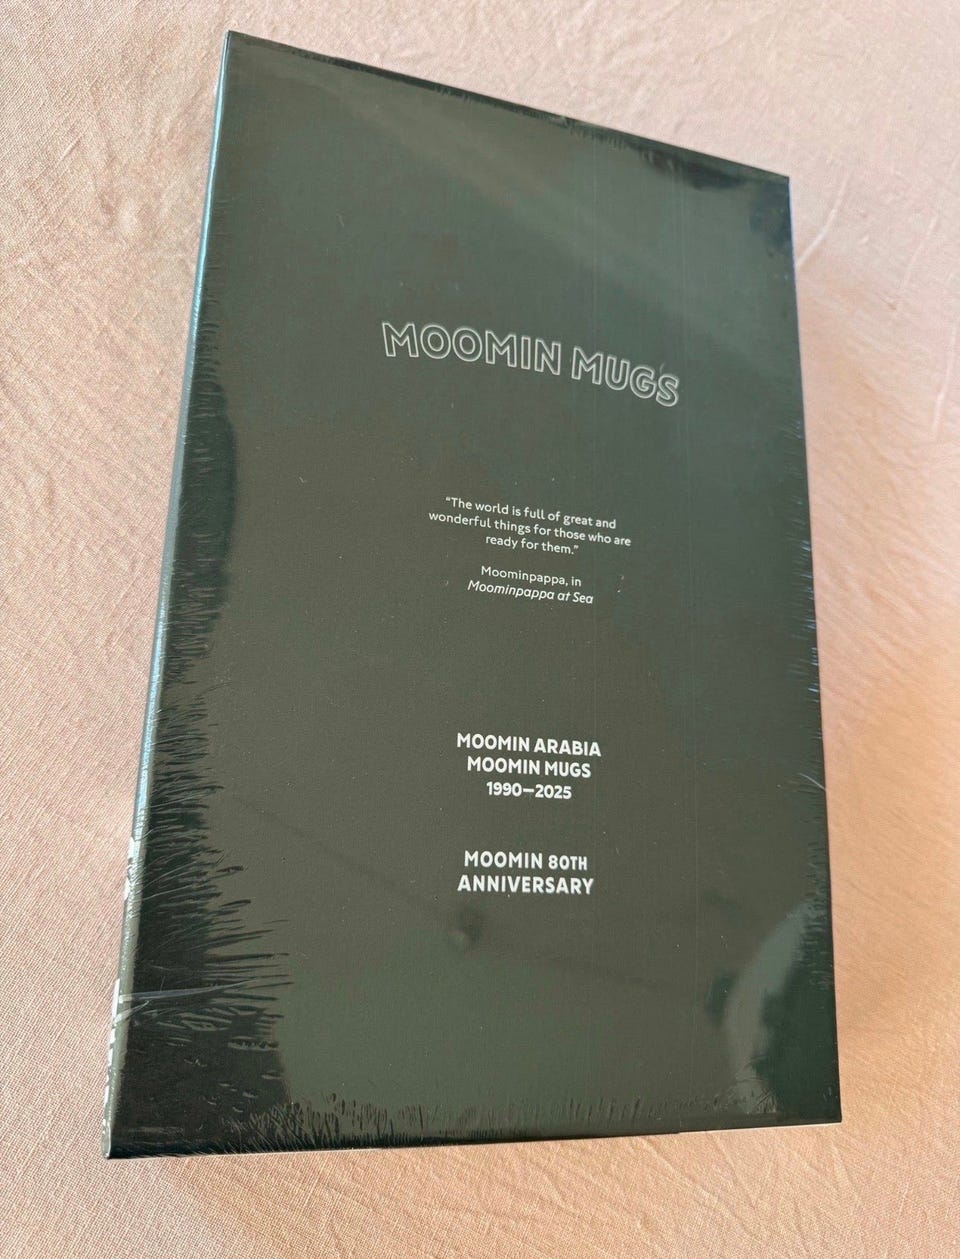 MOOMIN MUGS
“The world is full of great and
wonderful things for those who are
ready for them.”
Moominpappa, in
Moominpappa at Sea
MOOMIN ARABIA
MOOMIN MUGS
1990–2025
MOOMIN 80TH
ANNIVERSARY